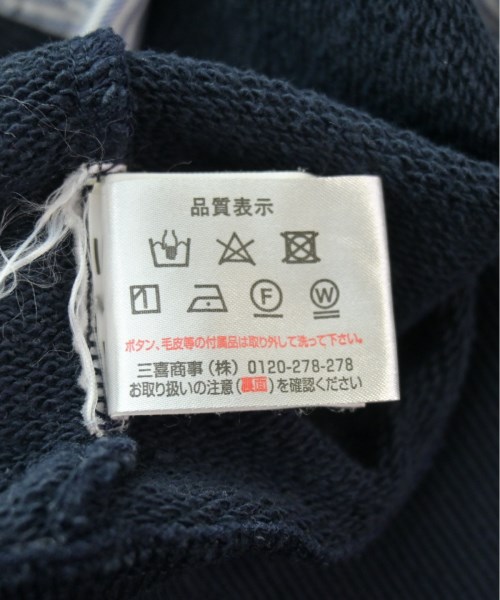 品質表示
F W
ボタン、毛皮等の付属品は取り外して洗って下さい。
三喜商事(株) 0120-278-278
お取り扱いの注意(裏面)を確認ください